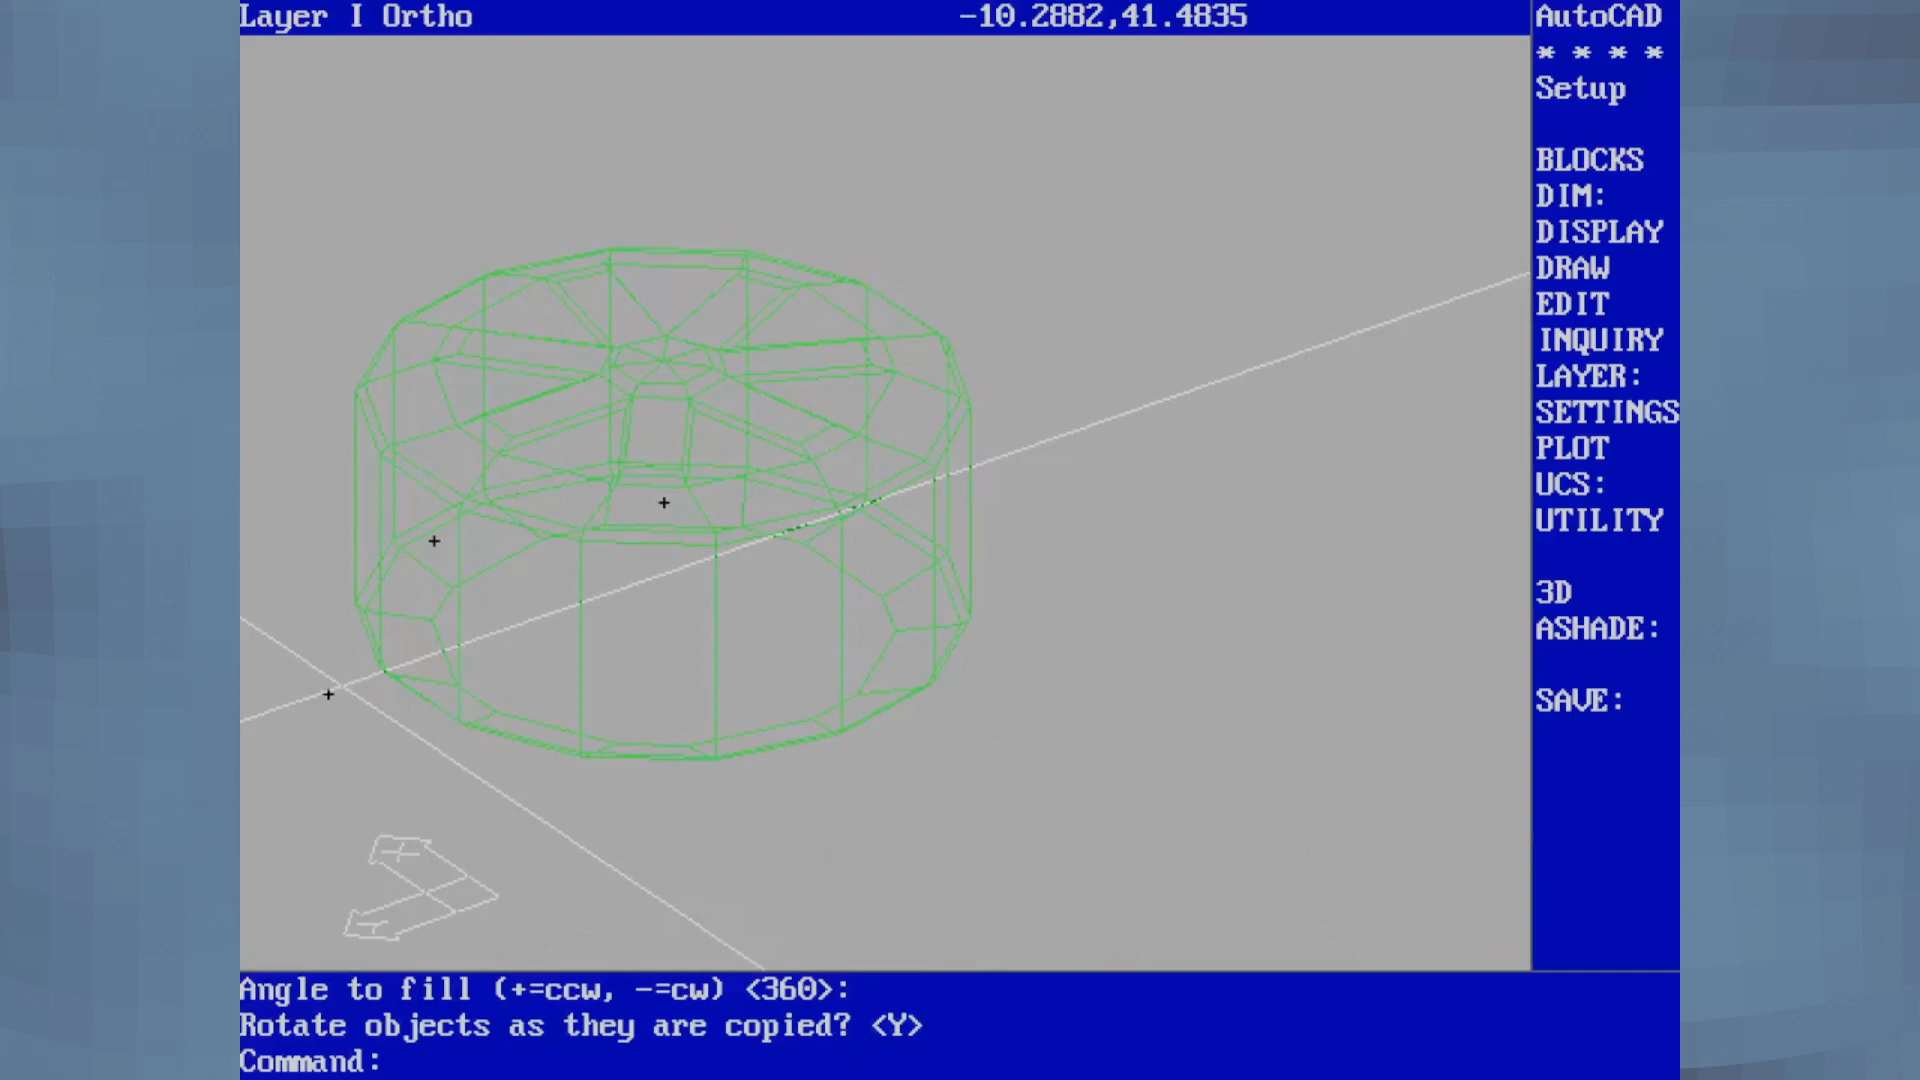 Layer I Ortho -10.2882,41.4835
AutoCAD
* * * *
Setup
BLOCKS
DIM:
DISPLAY
DRAW
EDIT
INQUIRY
LAYER:
SETTINGS
PLOT
UCS:
UTILITY
3D
ASHADE:
SAVE:
Angle to fill (+=ccw, -=cw) <360>:
Rotate objects as they are copied? <Y>
Command: